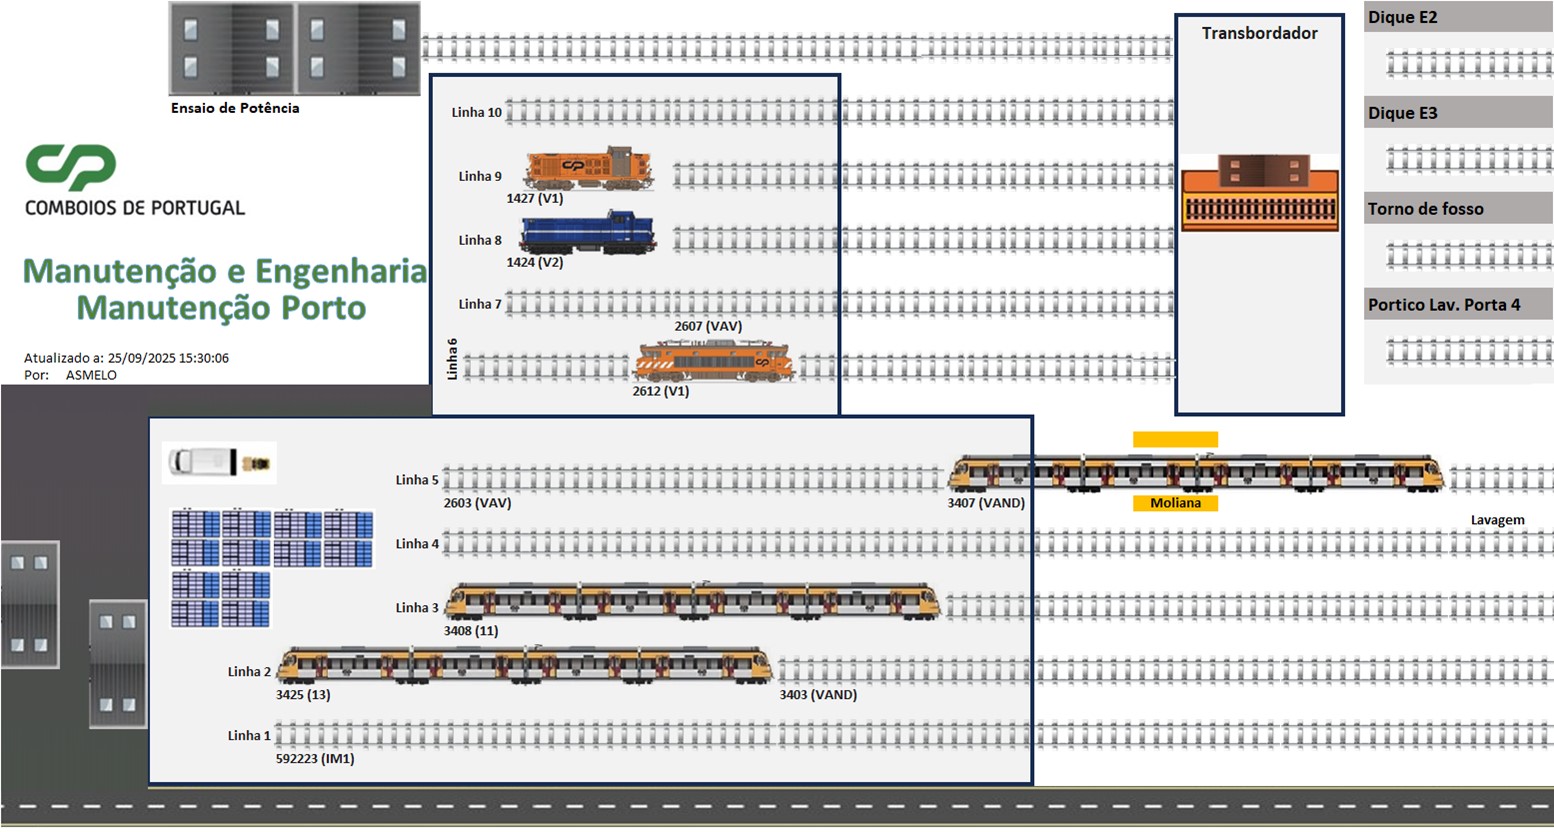 Ensaio de Potência
CP
COMBOIOS DE PORTUGAL
Manutenção e Engenharia
Manutenção Porto
Atualizado a: 25/09/2025 15:30:06
Por: ASMELO
Linha 10
Linha 9
1427 (V1)
Linha 8
1424 (V2)
Linha 7
2607 (VAV)
Linha 6
2612 (V1)
Transbordador
Dique E2
Dique E3
Torno de fosso
Portico Lav. Porta 4
Linha 5
2603 (VAV)
3407 (VAND)
Moliana
Lavagem
Linha 4
Linha 3
3408 (11)
Linha 2
3425 (13)
3403 (VAND)
Linha 1
592223 (IM1)